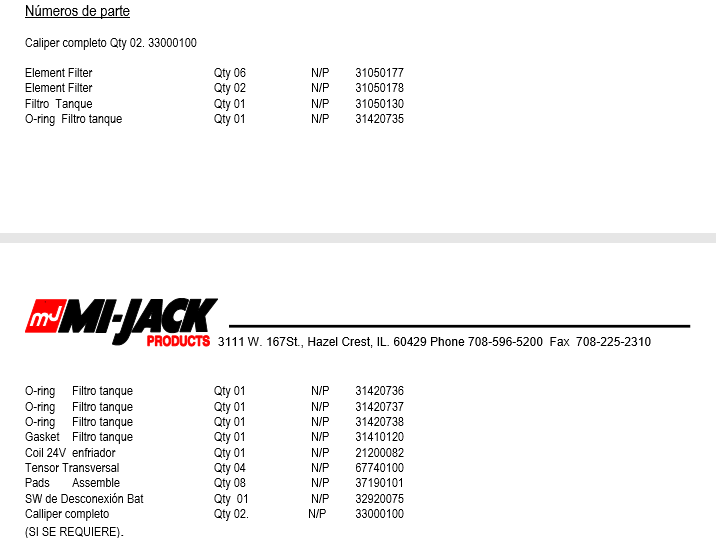 Números de parte
Caliper completo Qty 02. 33000100
Element Filter Qty 06 N/P 31050177
Element Filter Qty 02 N/P 31050178
Filtro Tanque Qty 01 N/P 31050130
O-ring Filtro tanque Qty 01 N/P 31420735
mJ MI-JACK
PRODUCTS 3111 W. 167St., Hazel Crest, IL. 60429 Phone 708-596-5200 Fax 708-225-2310
O-ring Filtro tanque Qty 01 N/P 31420736
O-ring Filtro tanque Qty 01 N/P 31420737
O-ring Filtro tanque Qty 01 N/P 31420738
Gasket Filtro tanque Qty 01 N/P 31410120
Coil 24V enfriador Qty 01 N/P 21200082
Tensor Transversal Qty 04 N/P 67740100
Pads Assemble Qty 08 N/P 37190101
SW de Desconexión Bat Qty 01 N/P 32920075
Calliper completo Qty 02. N/P 33000100
(SI SE REQUIERE).